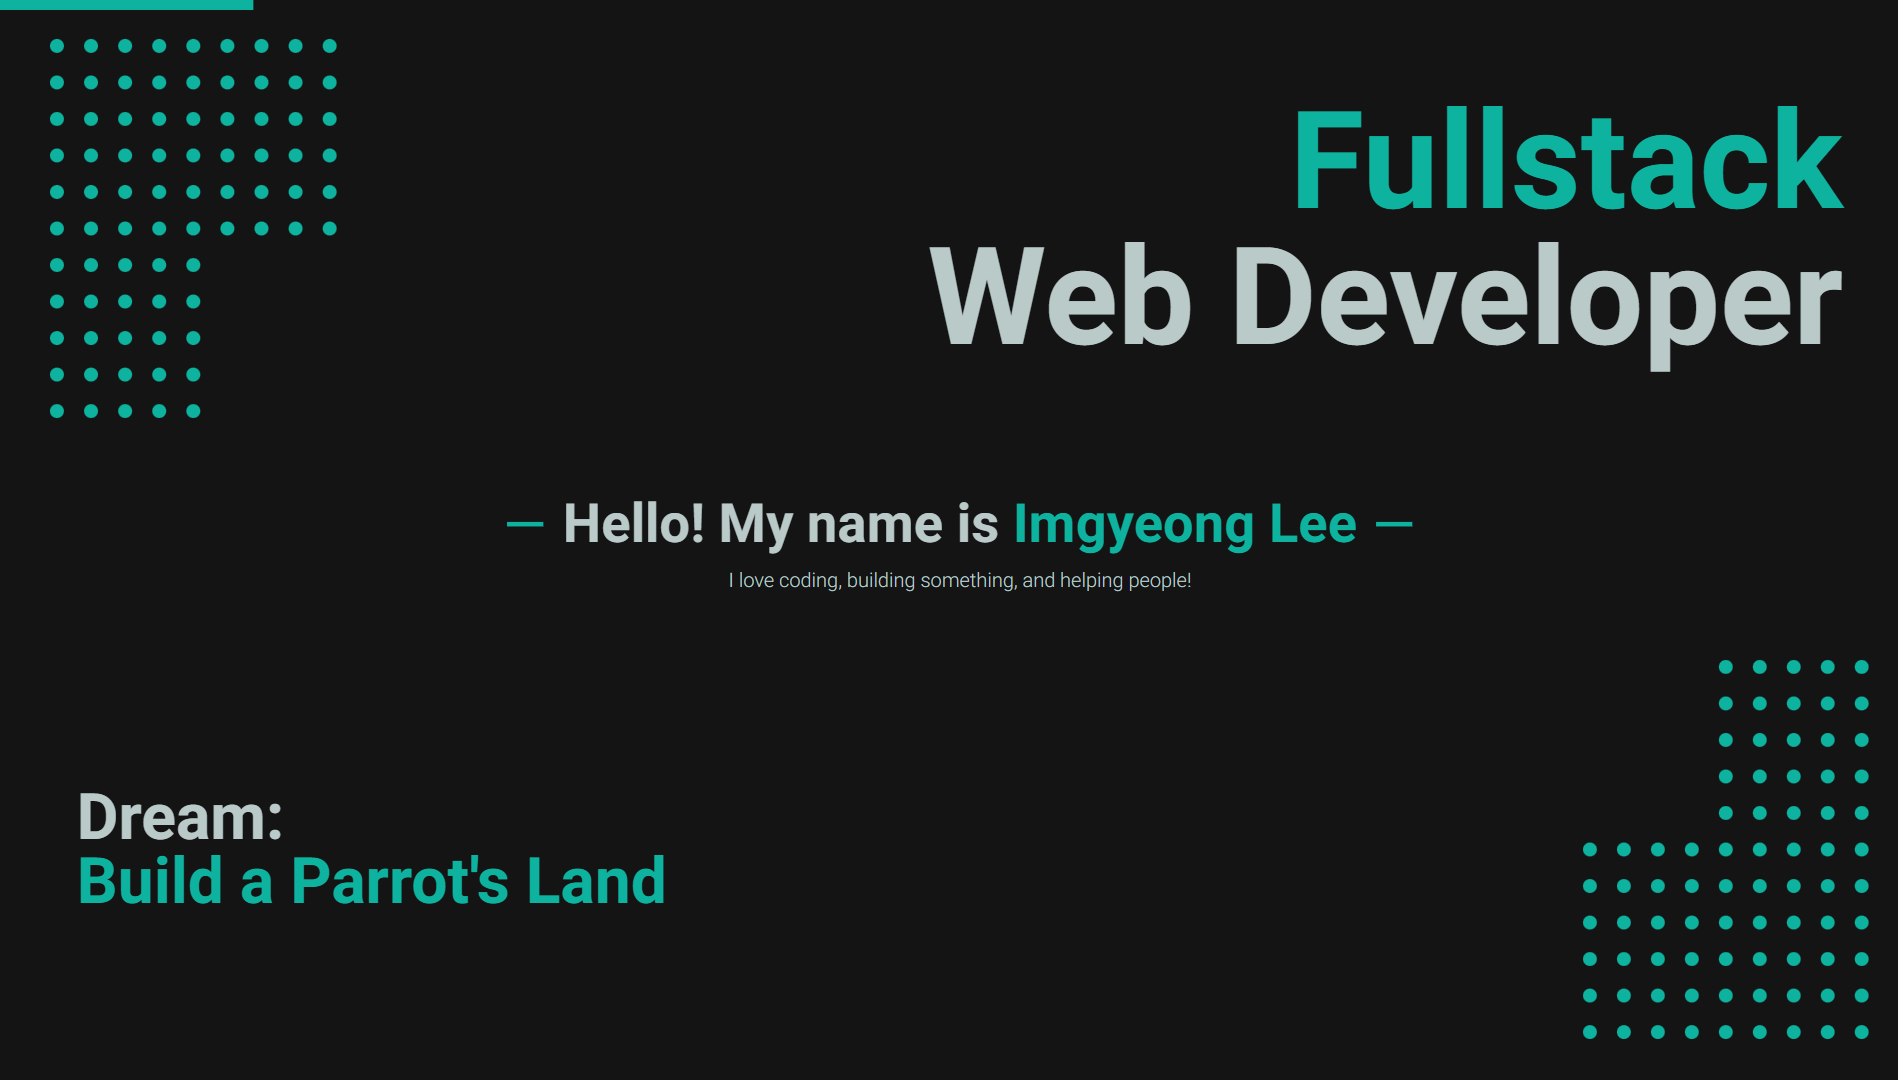 Fullstack
Web Developer
— Hello! My name is Imgyeong Lee —
I love coding, building something, and helping people!
Dream:
Build a Parrot's Land